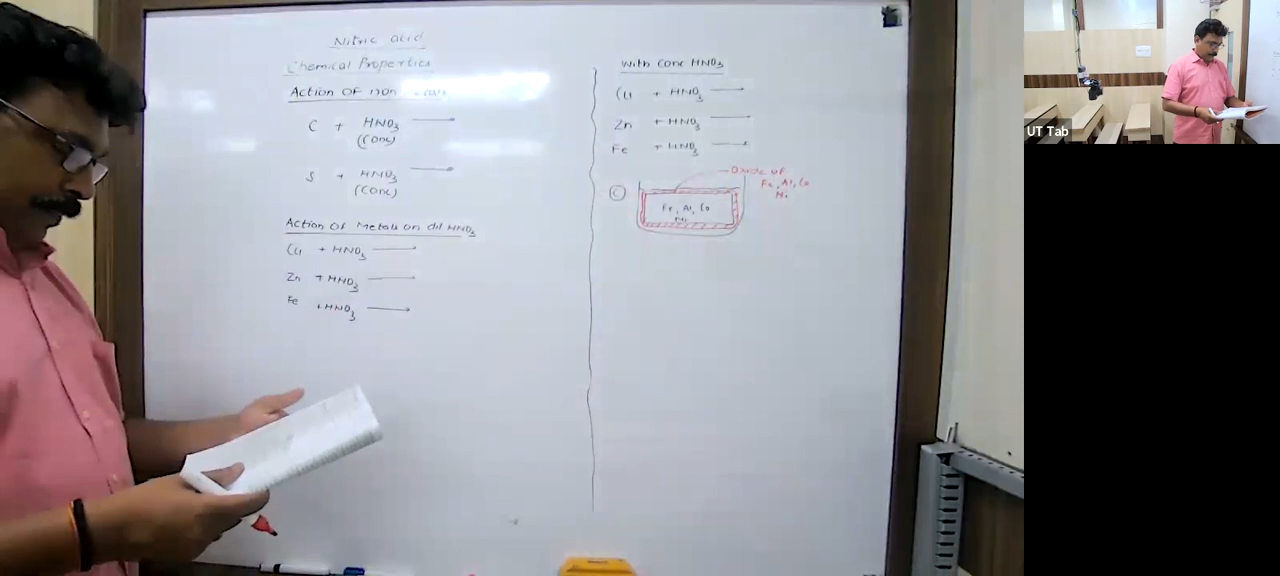 Nitric acid
Chemical Properties
Action Of non
C + HNO3
(Conc)
S + HNO3
(Conc)
Action of Metals on dil HNO3
Cu + HNO3
Zn + HNO3
Fe + HNO3
With Conc HNO3
Cu + HNO3
Zn + HNO3
Fe + HNO3
C
Oxide of
Fe, Al, Co
Ni
Fe, Al, Co
Ni
UT Tab